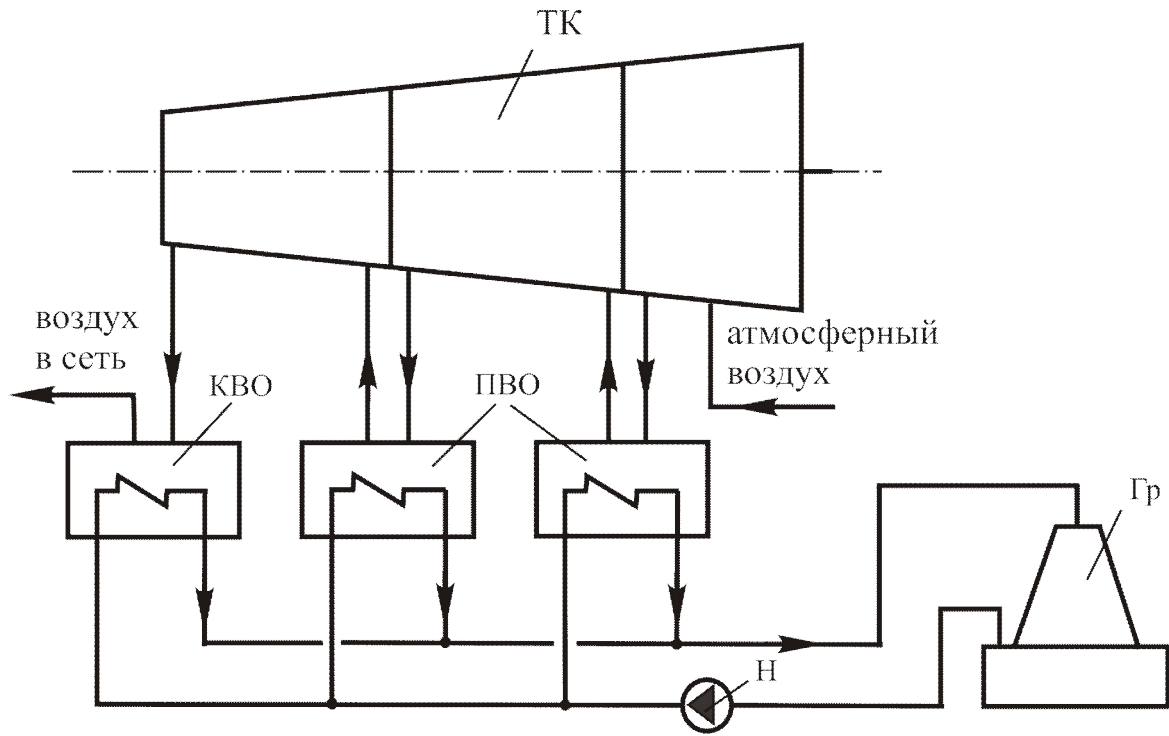 ТК
воздух
в сеть
КВО
ПВО
атмосферный
воздух
Гр
Н